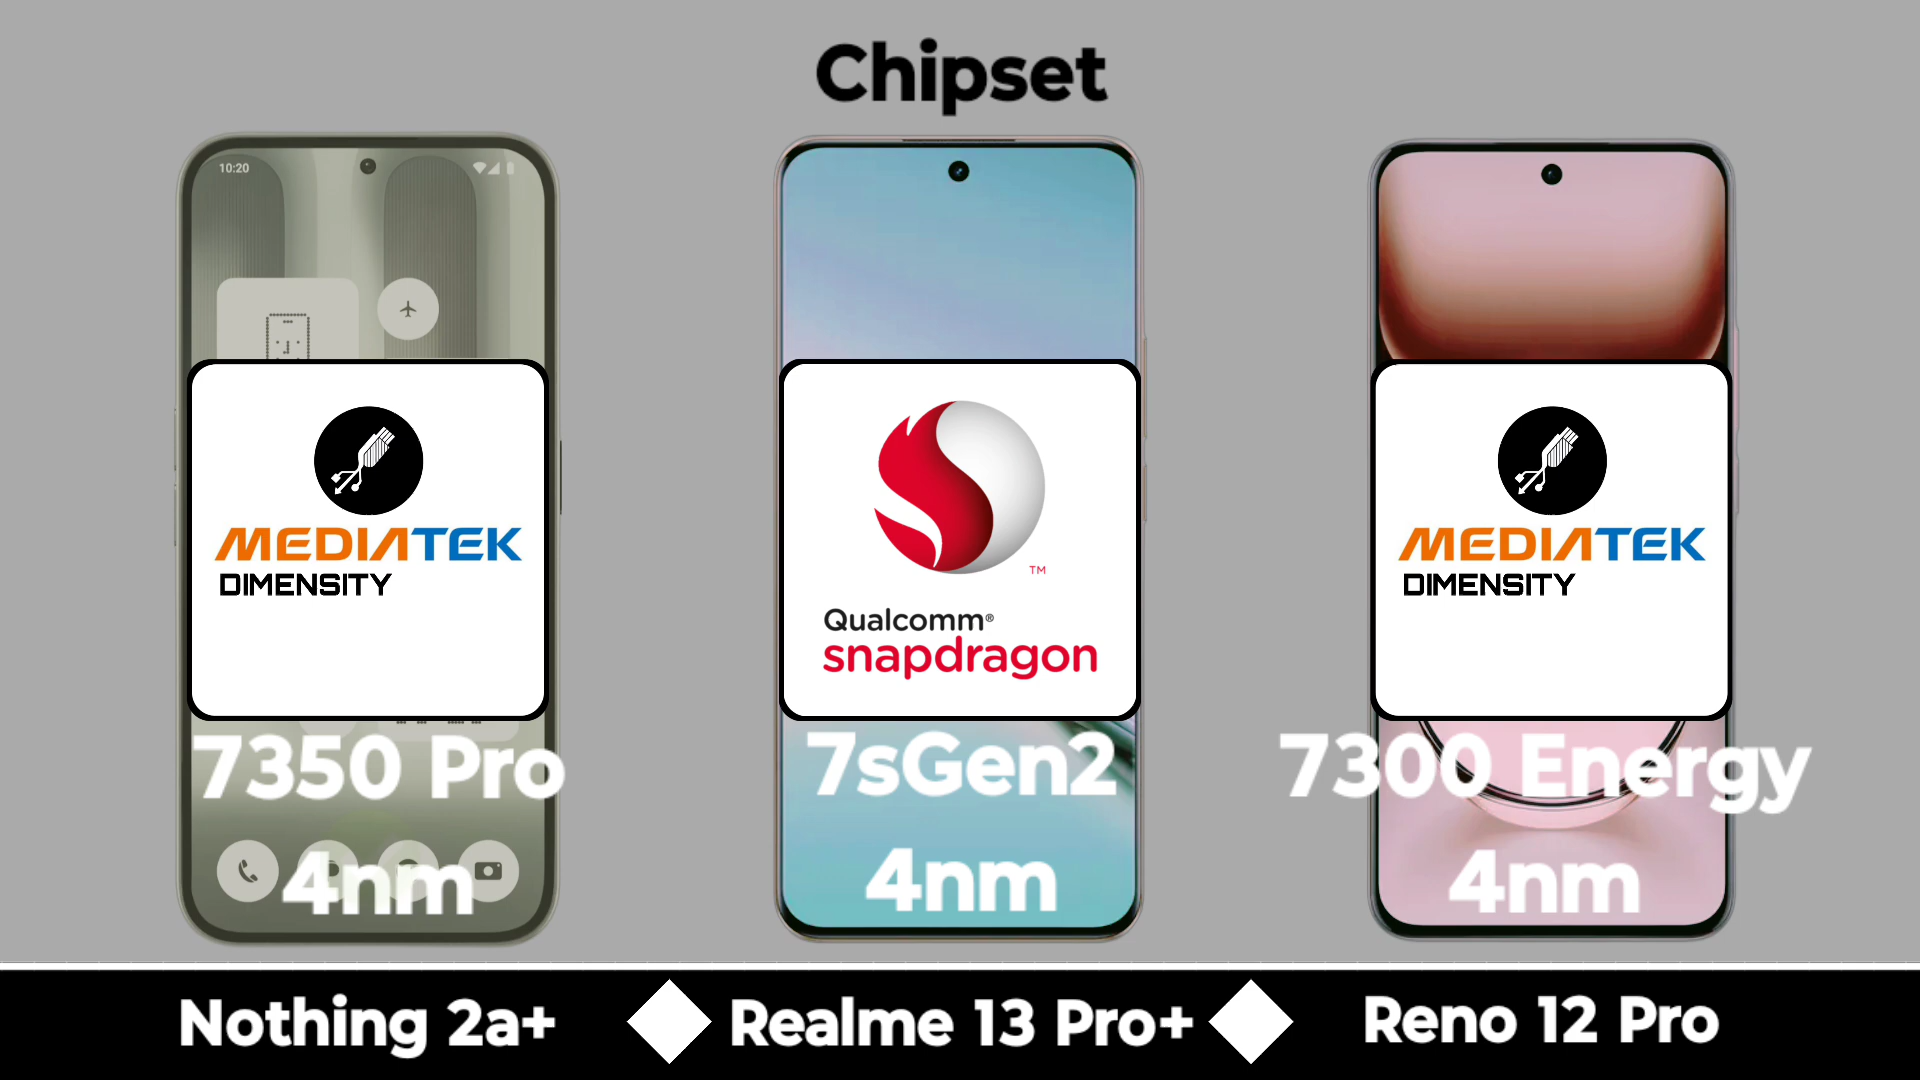 Chipset
10:20
MEDIATEK
DIMENSITY
7350 Pro
4nm
TM
Qualcomm®
snapdragon
7sGen2
4nm
MEDIATEK
DIMENSITY
7300 Energy
4nm
Nothing 2a+
Realme 13 Pro+
Reno 12 Pro